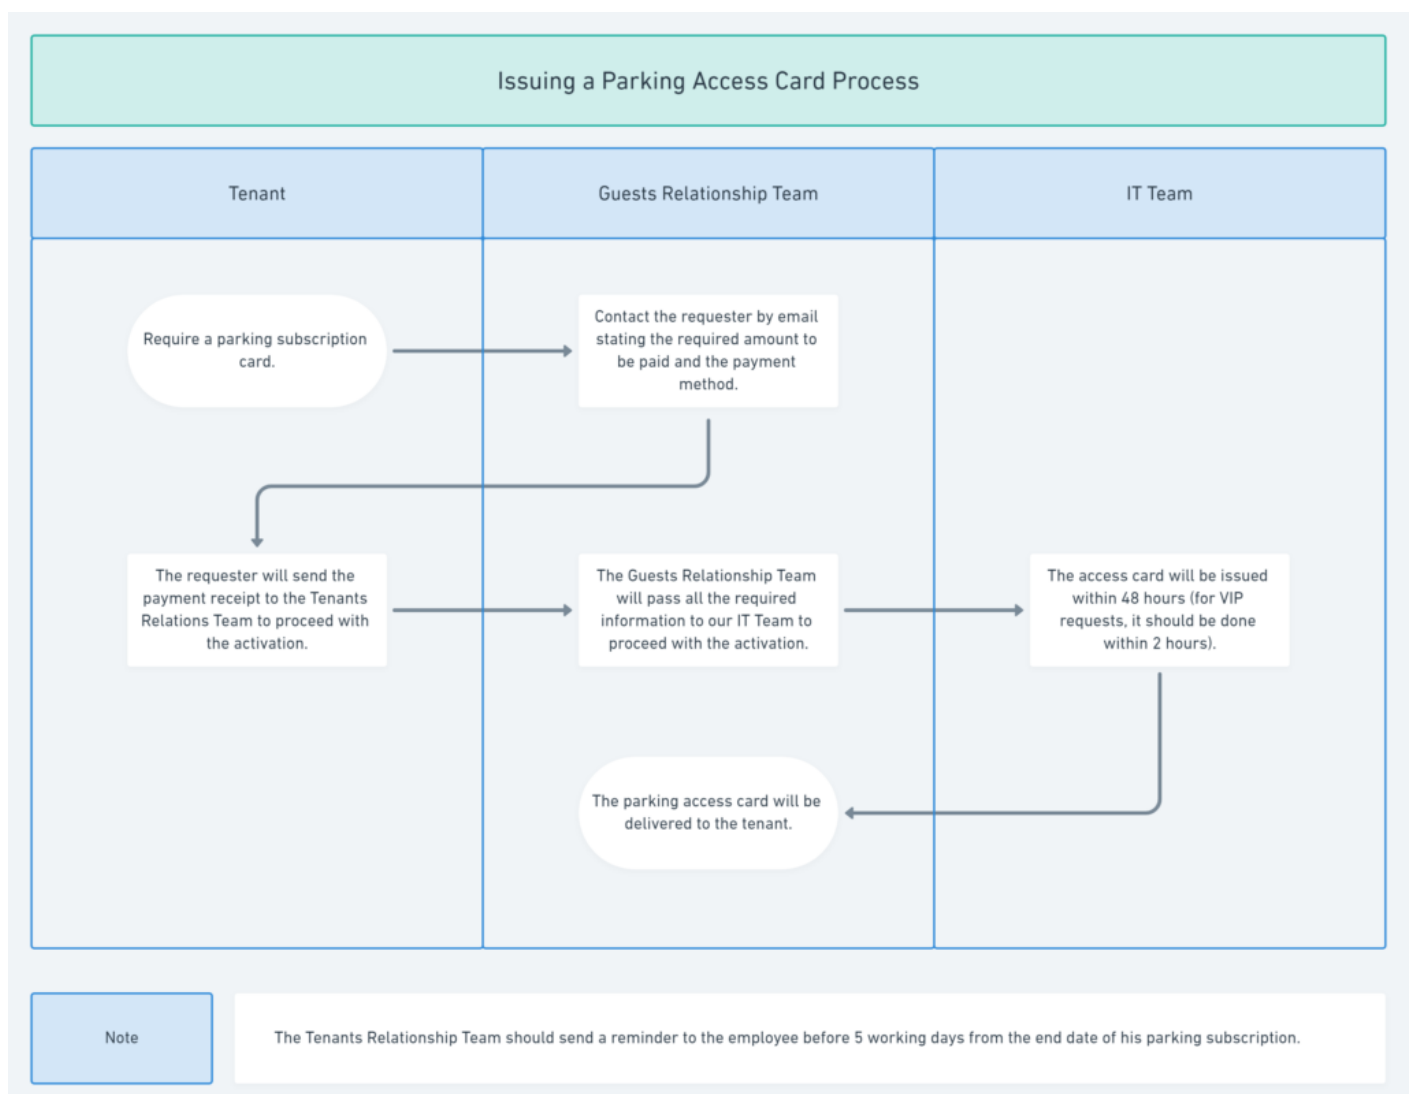 Issuing a Parking Access Card Process
Tenant
Guests Relationship Team
IT Team
Require a parking subscription
card.
Contact the requester by email
stating the required amount to
be paid and the payment
method.
The requester will send the
payment receipt to the Tenants
Relations Team to proceed with
the activation.
The Guests Relationship Team
will pass all the required
information to our IT Team to
proceed with the activation.
The access card will be issued
within 48 hours (for VIP
requests, it should be done
within 2 hours).
The parking access card will be
delivered to the tenant.
Note
The Tenants Relationship Team should send a reminder to the employee before 5 working days from the end date of his parking subscription.